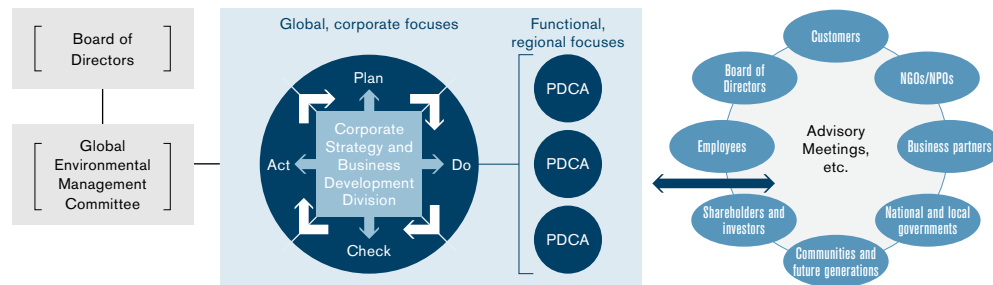 Board of
Directors
Global
Environmental
Management
Committee
Global, corporate focuses
Plan
Act
Corporate
Strategy and
Business
Development
Division
Do
Check
Functional,
regional focuses
PDCA
PDCA
PDCA
Customers
Board of
Directors
NGOs/NPOs
Employees
Advisory
Meetings,
etc.
Business partners
Shareholders and
investors
National and local
governments
Communities and
future generations